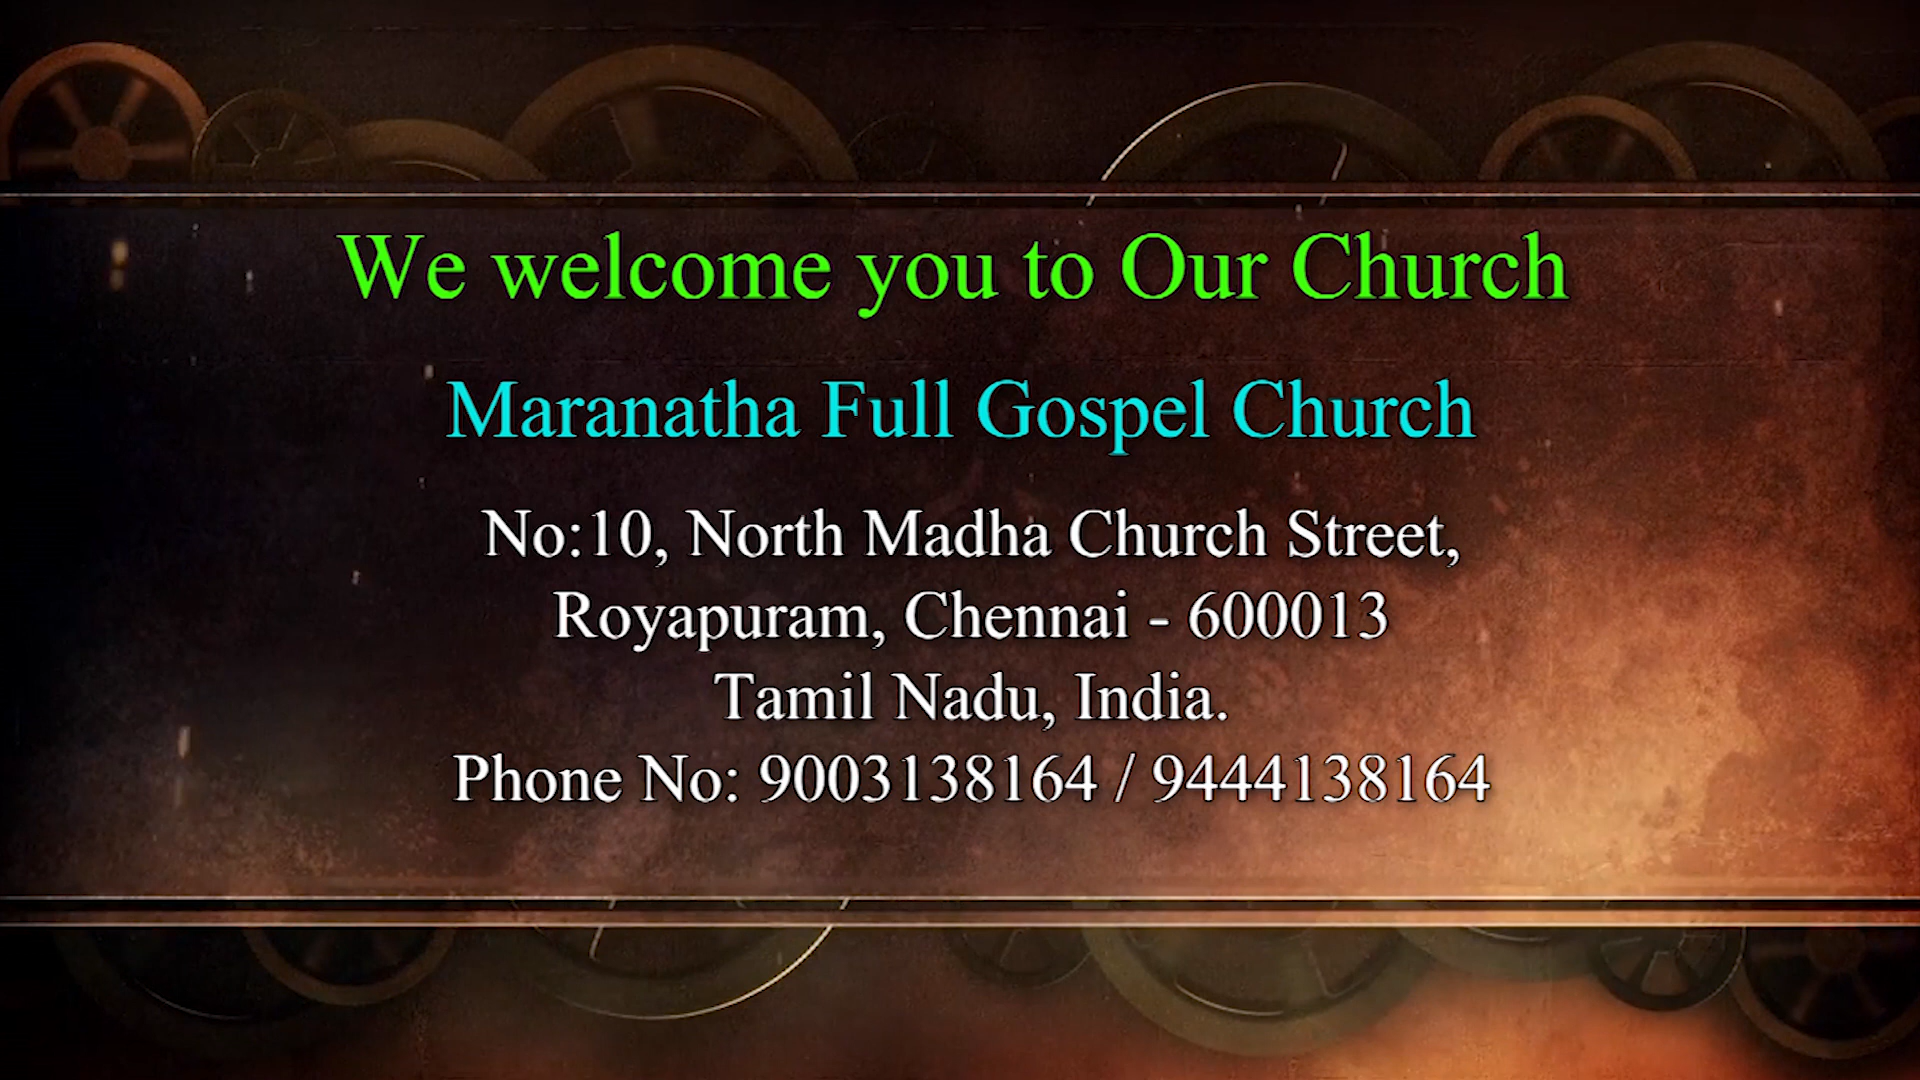 We welcome you to Our Church
Maranatha Full Gospel Church
No:10, North Madha Church Street,
Royapuram, Chennai - 600013
Tamil Nadu, India.
Phone No: 9003138164 / 9444138164